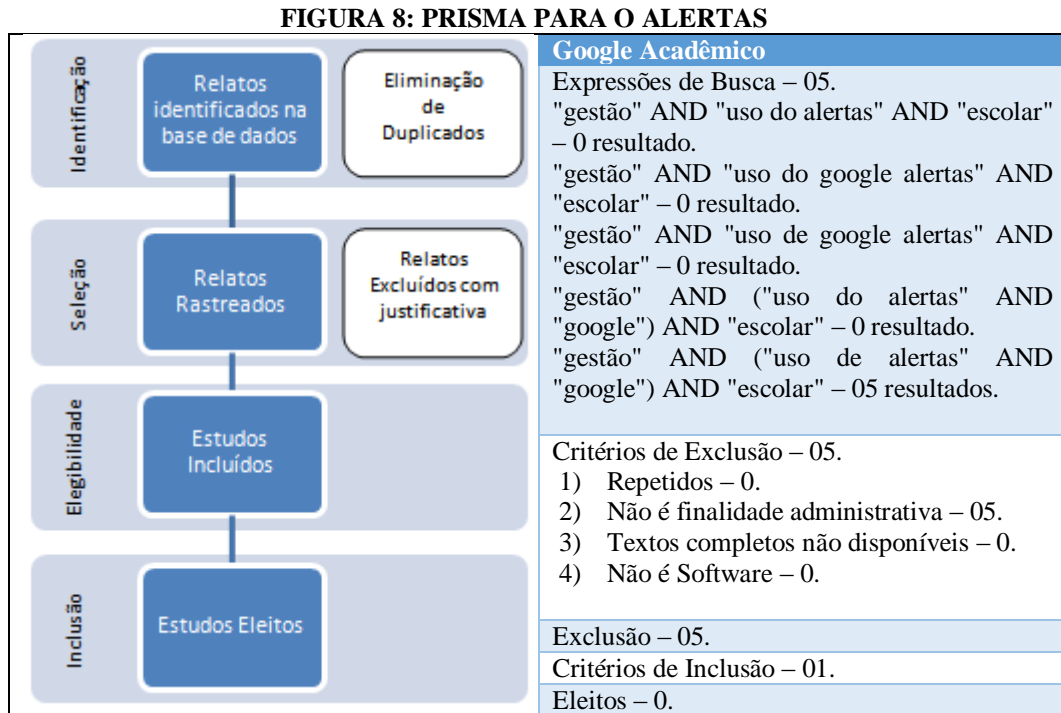 FIGURA 8: PRISMA PARA O ALERTAS
Identificação
Relatos
identificados na
base de dados
Eliminação
de
Duplicados
Seleção
Relatos
Rastreados
Relatos
Excluídos com
justificativa
Elegibilidade
Estudos
Incluídos
Inclusão
Estudos Eleitos
Google Acadêmico
Expressões de Busca – 05.
"gestão" AND "uso do alertas" AND "escolar"
– 0 resultado.
"gestão" AND "uso do google alertas" AND
"escolar" – 0 resultado.
"gestão" AND "uso de google alertas" AND
"escolar" – 0 resultado.
"gestão" AND ("uso do alertas" AND
"google") AND "escolar" – 0 resultado.
"gestão" AND ("uso de alertas" AND
"google") AND "escolar" – 05 resultados.
Critérios de Exclusão – 05.
1) Repetidos – 0.
2) Não é finalidade administrativa – 05.
3) Textos completos não disponíveis – 0.
4) Não é Software – 0.
Exclusão – 05.
Critérios de Inclusão – 01.
Eleitos – 0.